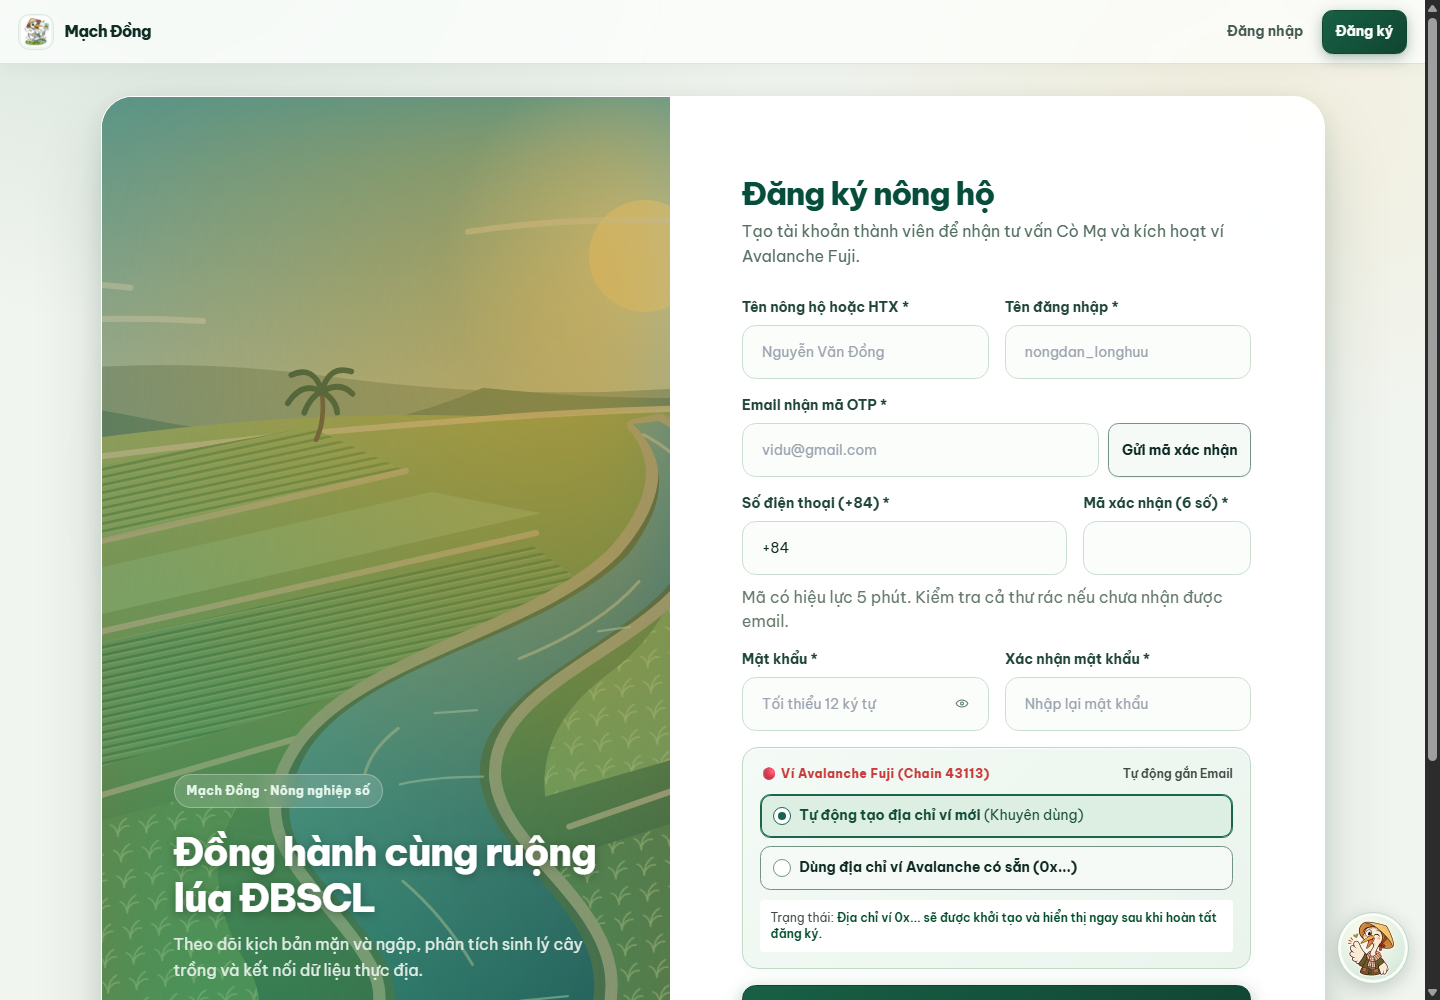 Mạch Đồng
Đăng nhập
Đăng ký
Đăng ký nông hộ
Tạo tài khoản thành viên để nhận tư vấn Cò Mạ và kích hoạt ví
Avalanche Fuji.
Tên nông hộ hoặc HTX *
Tên đăng nhập *
Nguyễn Văn Đồng
nongdan_longhuu
Email nhận mã OTP *
vidu@gmail.com
Gửi mã xác nhận
Số điện thoại (+84) *
Mã xác nhận (6 số) *
+84
Mã có hiệu lực 5 phút. Kiểm tra cả thư rác nếu chưa nhận được
email.
Mật khẩu *
Xác nhận mật khẩu *
Tối thiểu 12 ký tự
Nhập lại mật khẩu
Ví Avalanche Fuji (Chain 43113)
Tự động gắn Email
Tự động tạo địa chỉ ví mới (Khuyên dùng)
Dùng địa chỉ ví Avalanche có sẵn (0x...)
Trạng thái: Địa chỉ ví 0x... sẽ được khởi tạo và hiển thị ngay sau khi hoàn tất
đăng ký.
Mạch Đồng · Nông nghiệp số
Đồng hành cùng ruộng
lúa ĐBSCL
Theo dõi kịch bản mặn và ngập, phân tích sinh lý cây
trồng và kết nối dữ liệu thực địa.